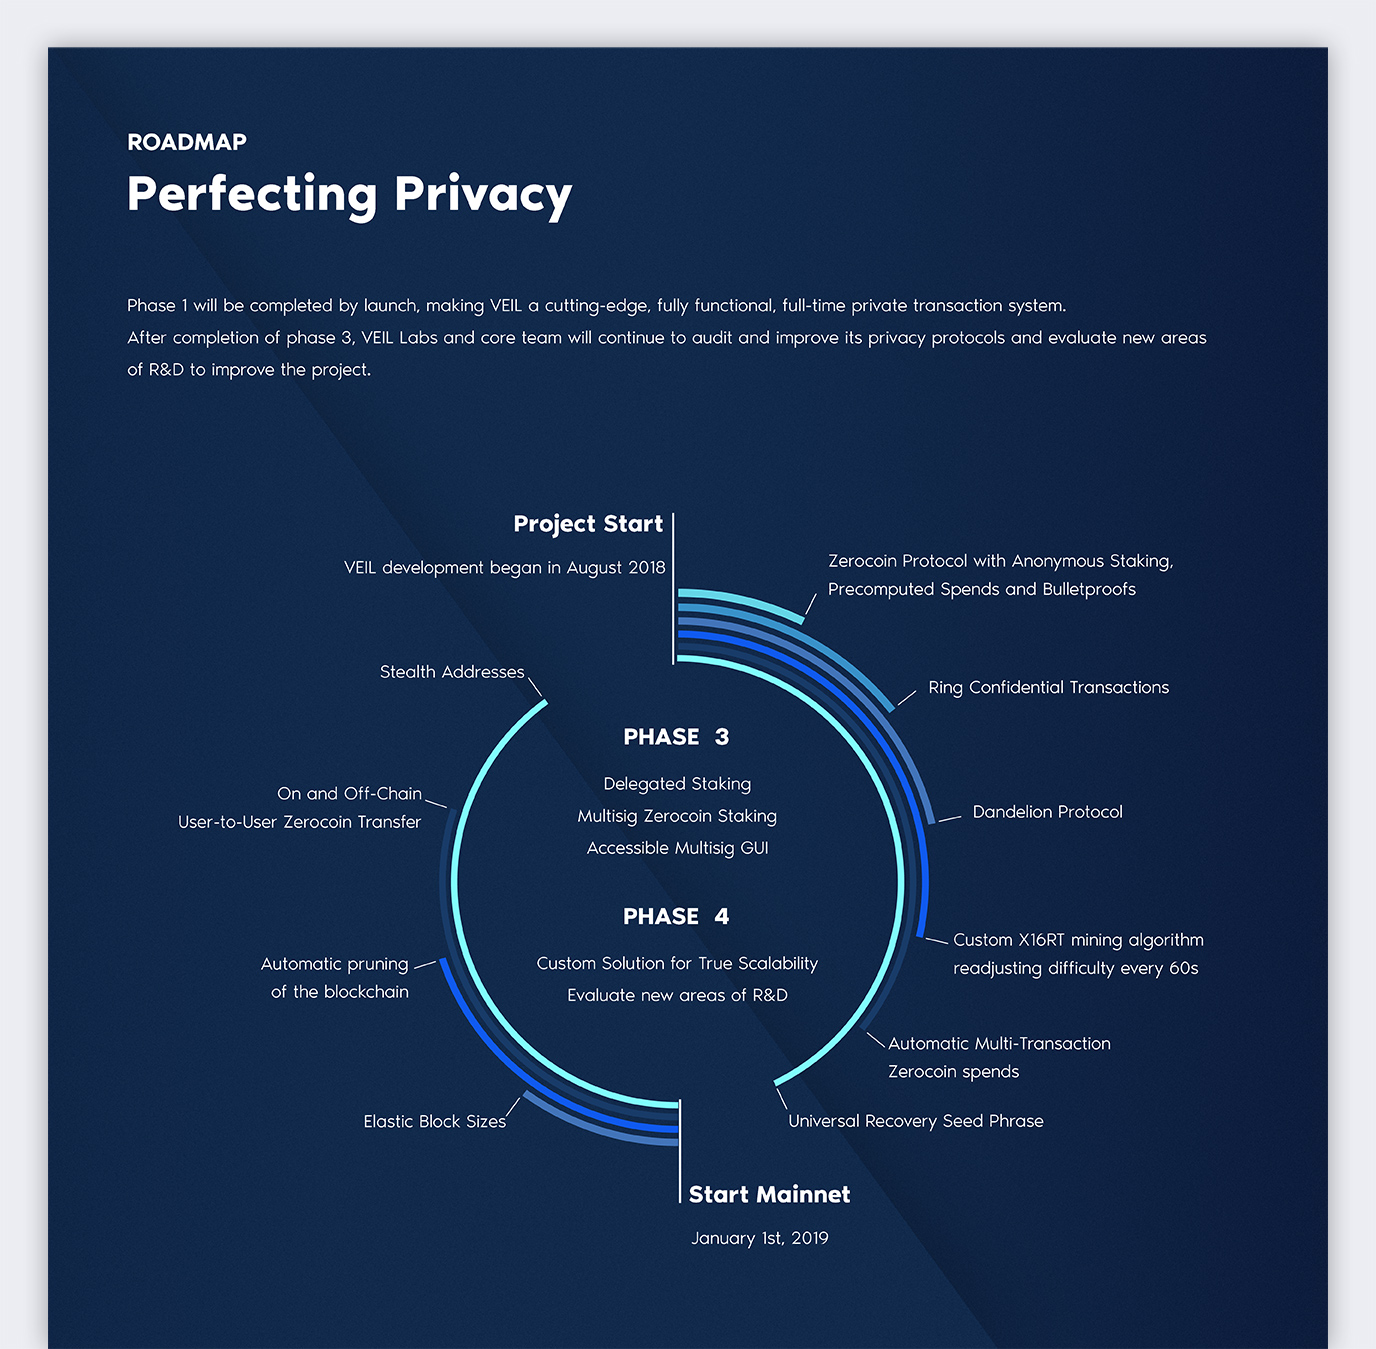 ROADMAP
Perfecting Privacy
Phase 1 will be completed by launch, making VEIL a cutting-edge, fully functional, full-time private transaction system.
After completion of phase 3, VEIL Labs and core team will continue to audit and improve its privacy protocols and evaluate new areas
of R&D to improve the project.
Project Start
VEIL development began in August 2018
Zerocoin Protocol with Anonymous Staking,
Precomputed Spends and Bulletproofs
Ring Confidential Transactions
Dandelion Protocol
Custom X16RT mining algorithm
readjusting difficulty every 60s
Automatic Multi-Transaction
Zerocoin spends
Universal Recovery Seed Phrase
Stealth Addresses
On and Off-Chain
User-to-User Zerocoin Transfer
Automatic pruning
of the blockchain
Elastic Block Sizes
PHASE 3
Delegated Staking
Multisig Zerocoin Staking
Accessible Multisig GUI
PHASE 4
Custom Solution for True Scalability
Evaluate new areas of R&D
Start Mainnet
January 1st, 2019